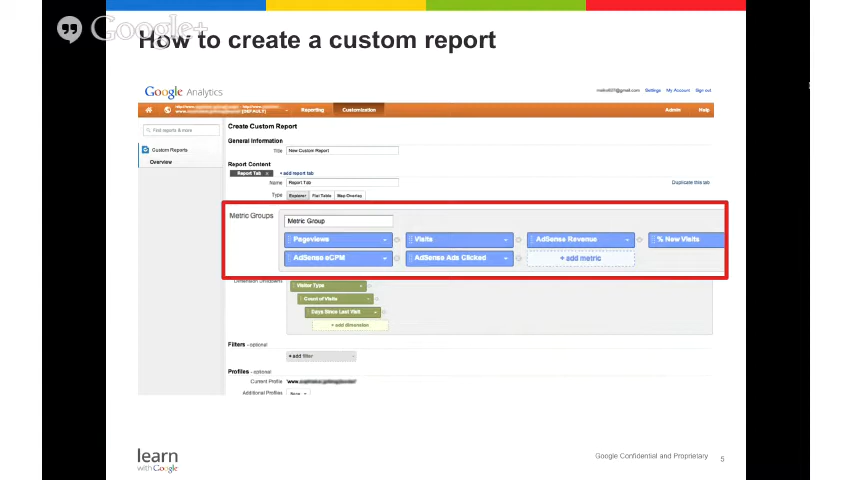 Google+
How to create a custom report
Google Analytics
Settings My Account Sign out
[DEFAULT] Reporting Customization Admin Help
Find reports & more
Create Custom Report
General Information
Title New Custom Report
Custom Reports
Overview
Report Content
Report Tab x + add report tab
Name Report Tab
Duplicate this tab
Type Explorer Flat Table Map Overlay
Metric Groups
Metric Group
Pageviews Visits AdSense Revenue % New Visits
AdSense eCPM AdSense Ads Clicked + add metric
Dimension Drilldowns
Visitor Type
Count of Visits
Days Since Last Visit
+ add dimension
Filters - optional
+ add filter
Profiles - optional
Current Profile
Additional Profiles None
learn
with Google
Google Confidential and Proprietary 5